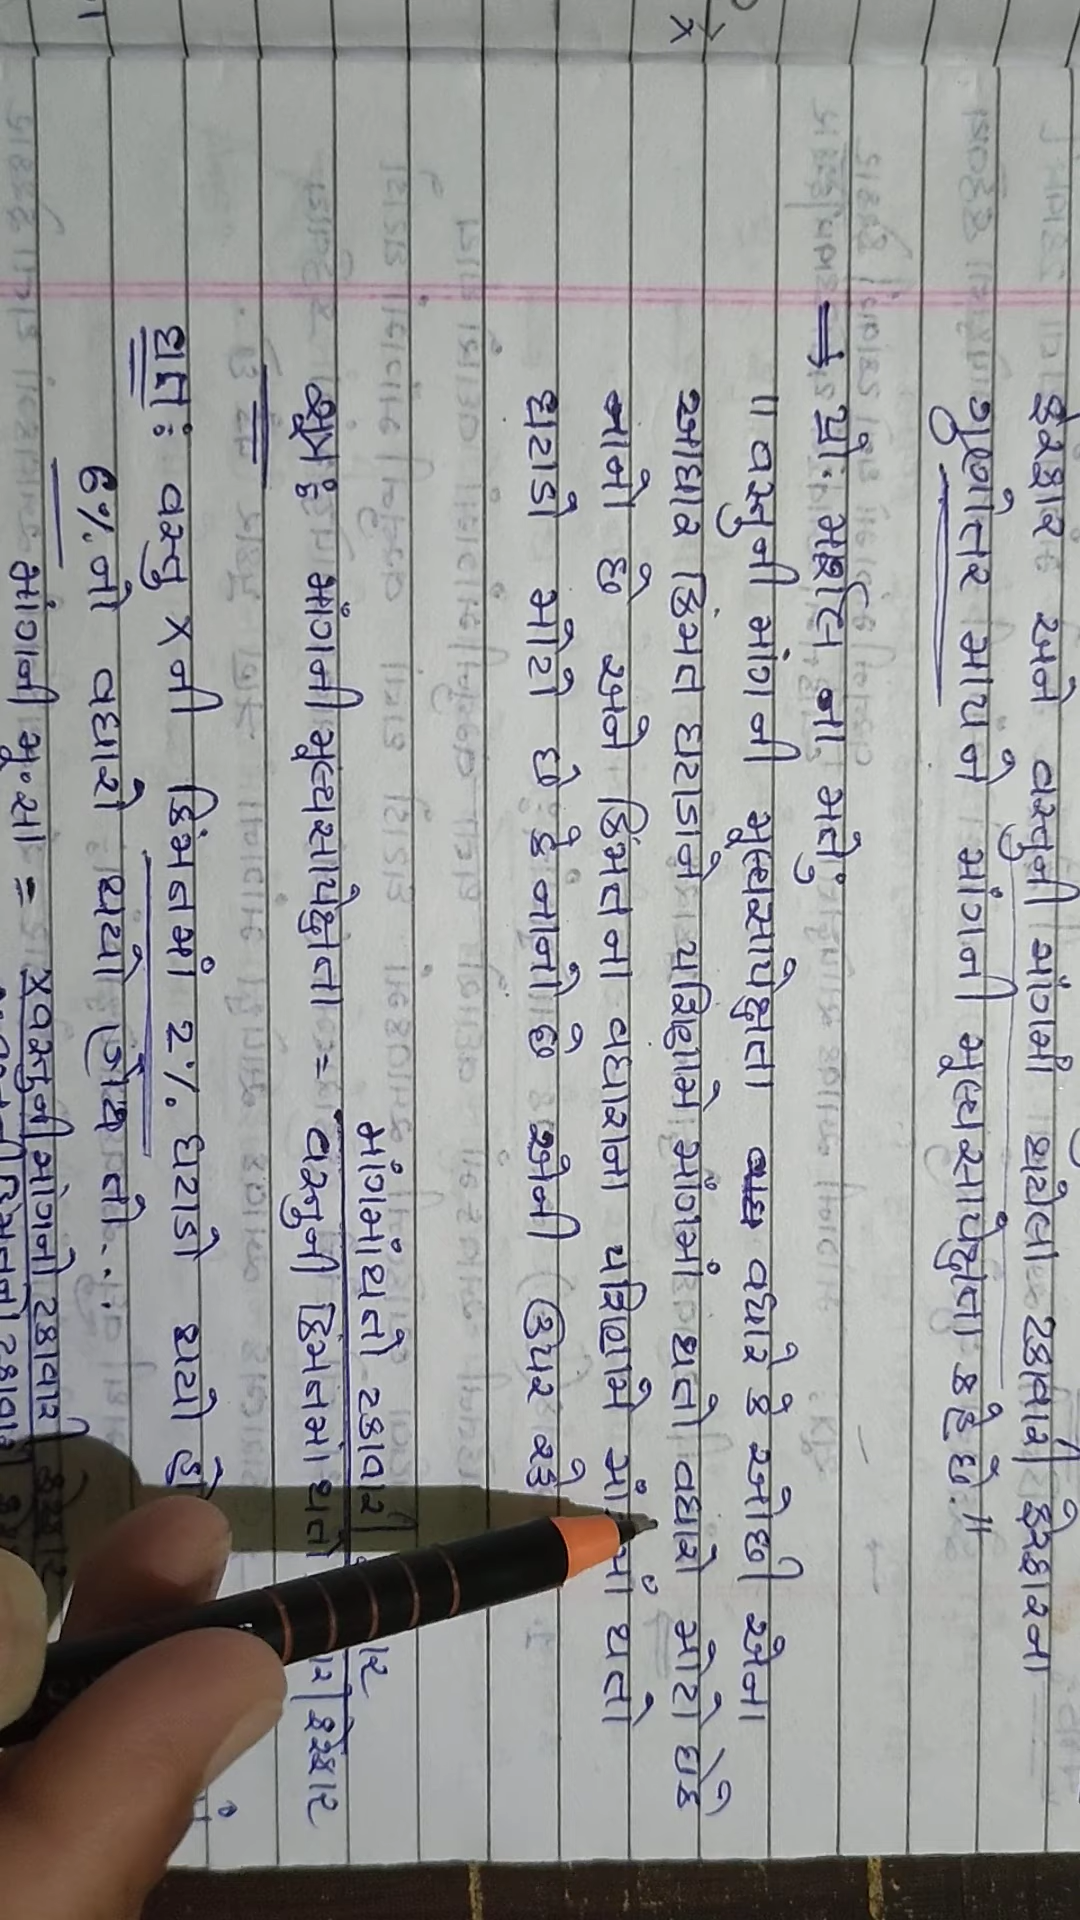 ફેરફાર અને વસ્તુની માંગમાં થયેલા ટકાવારી ફેરફારના
ગુણોત્તર માપને માંગની મુલ્યસાપેક્ષતા કહે છે."
→ પ્રો. માર્શલ ના મતે
"વસ્તુની માંગ ની મુલ્યસાપેક્ષતા વધારે કે ઓછી એના
આધાર કિંમત ઘટાડાને પરિણામે માંગમાં થતો વધારો મોટો છે કે
નાનો છે અને કિંમતના વધારાના પરિણામે થતો
ઘટાડો મોટો છે કે નાનો છે એની ઉપર રહે
સૂત્ર: માંગની મુલ્યસાપેક્ષતા = માંગમાં થતો ટકાવારી
વસ્તુની કિંમતમાં થતો ફેરફાર
ધારો: વસ્તુ X ની કિંમતમાં 2% ઘટાડો થયો
6% નો વધારો થયો હોય તો..
માંગની મૂ.સા = X વસ્તુની માંગનો ટકાવારી ફેરફાર